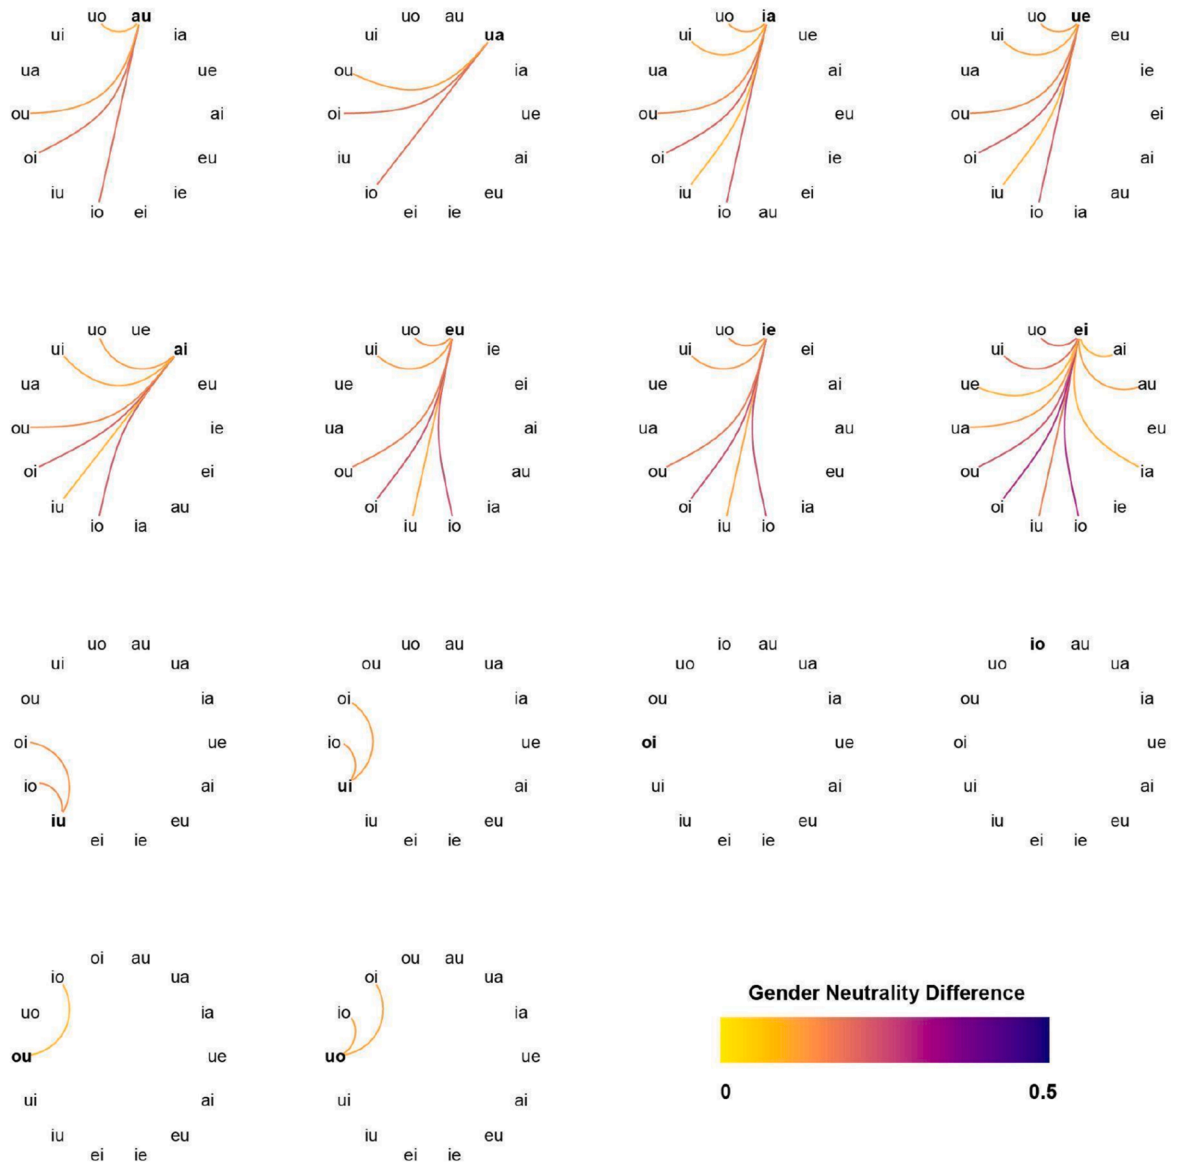 uo au
ui ia
ua ue
ou ai
oi eu
iu ie
io ei
uo au
ui ua
ou ia
oi ue
iu ai
io eu
ei ie
uo ia
ui ue
ua ai
ou eu
oi ie
iu ei
io au
uo ue
ui eu
ua ie
ou ei
oi ai
iu au
io ia
uo ue
ui ai
ua eu
ou ie
oi ei
iu au
io ia
uo eu
ui ie
ue ei
ua ai
ou au
oi ia
iu io
uo ie
ui ei
ue ai
ua au
ou eu
oi ia
iu io
uo ei
ui ai
ue au
ua eu
ou ia
oi ie
iu io
uo au
ui ua
ou ia
oi ue
io ai
iu eu
ei ie
uo au
ou ua
oi ia
io ue
ui ai
iu eu
ei ie
io au
uo ua
ou ia
oi ue
ui ai
iu eu
ei ie
io au
uo ua
ou ia
oi ue
ui ai
iu eu
ei ie
oi au
io ua
uo ia
ou ue
ui ai
iu eu
ei ie
ou au
oi ua
io ia
uo ue
ui ai
iu eu
ei ie
Gender Neutrality Difference
0 0.5